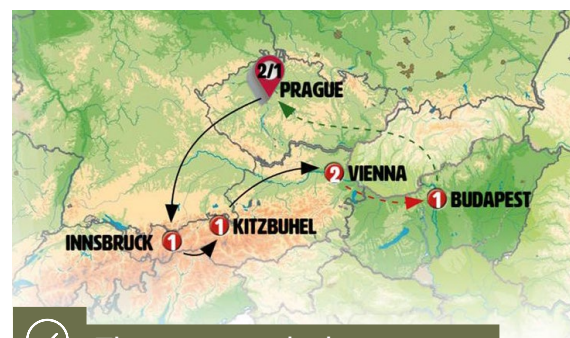 2/1
PRAGUE
2 VIENNA
1 BUDAPEST
1 KITZBUHEL
INNSBRUCK 1